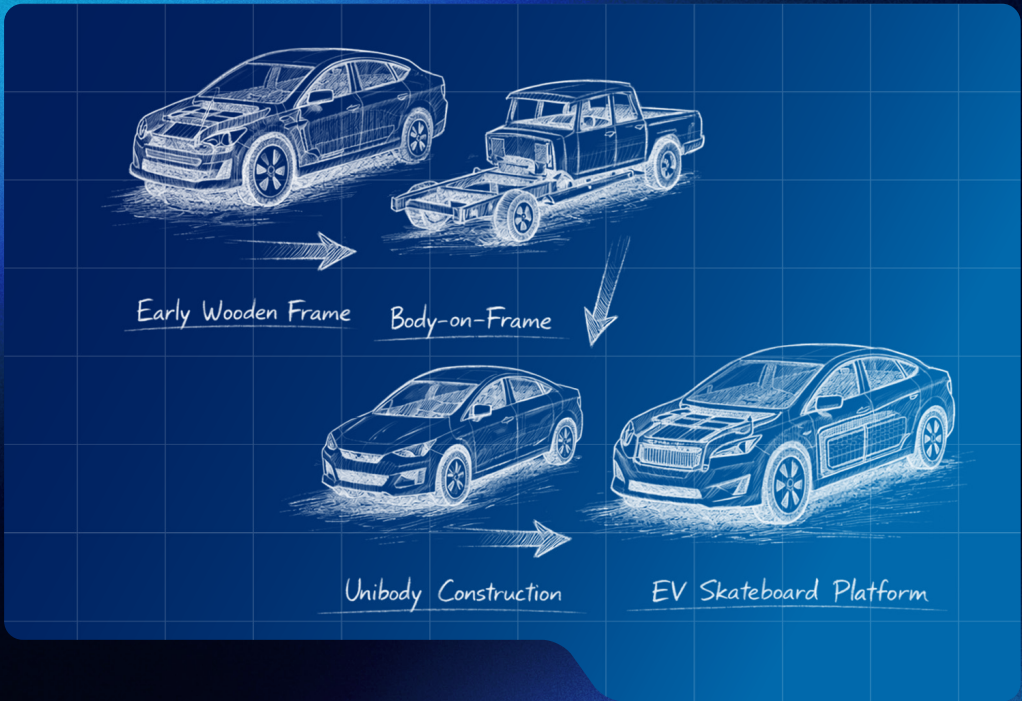 Early Wooden Frame
Body-on-Frame
Unibody Construction
EV Skateboard Platform